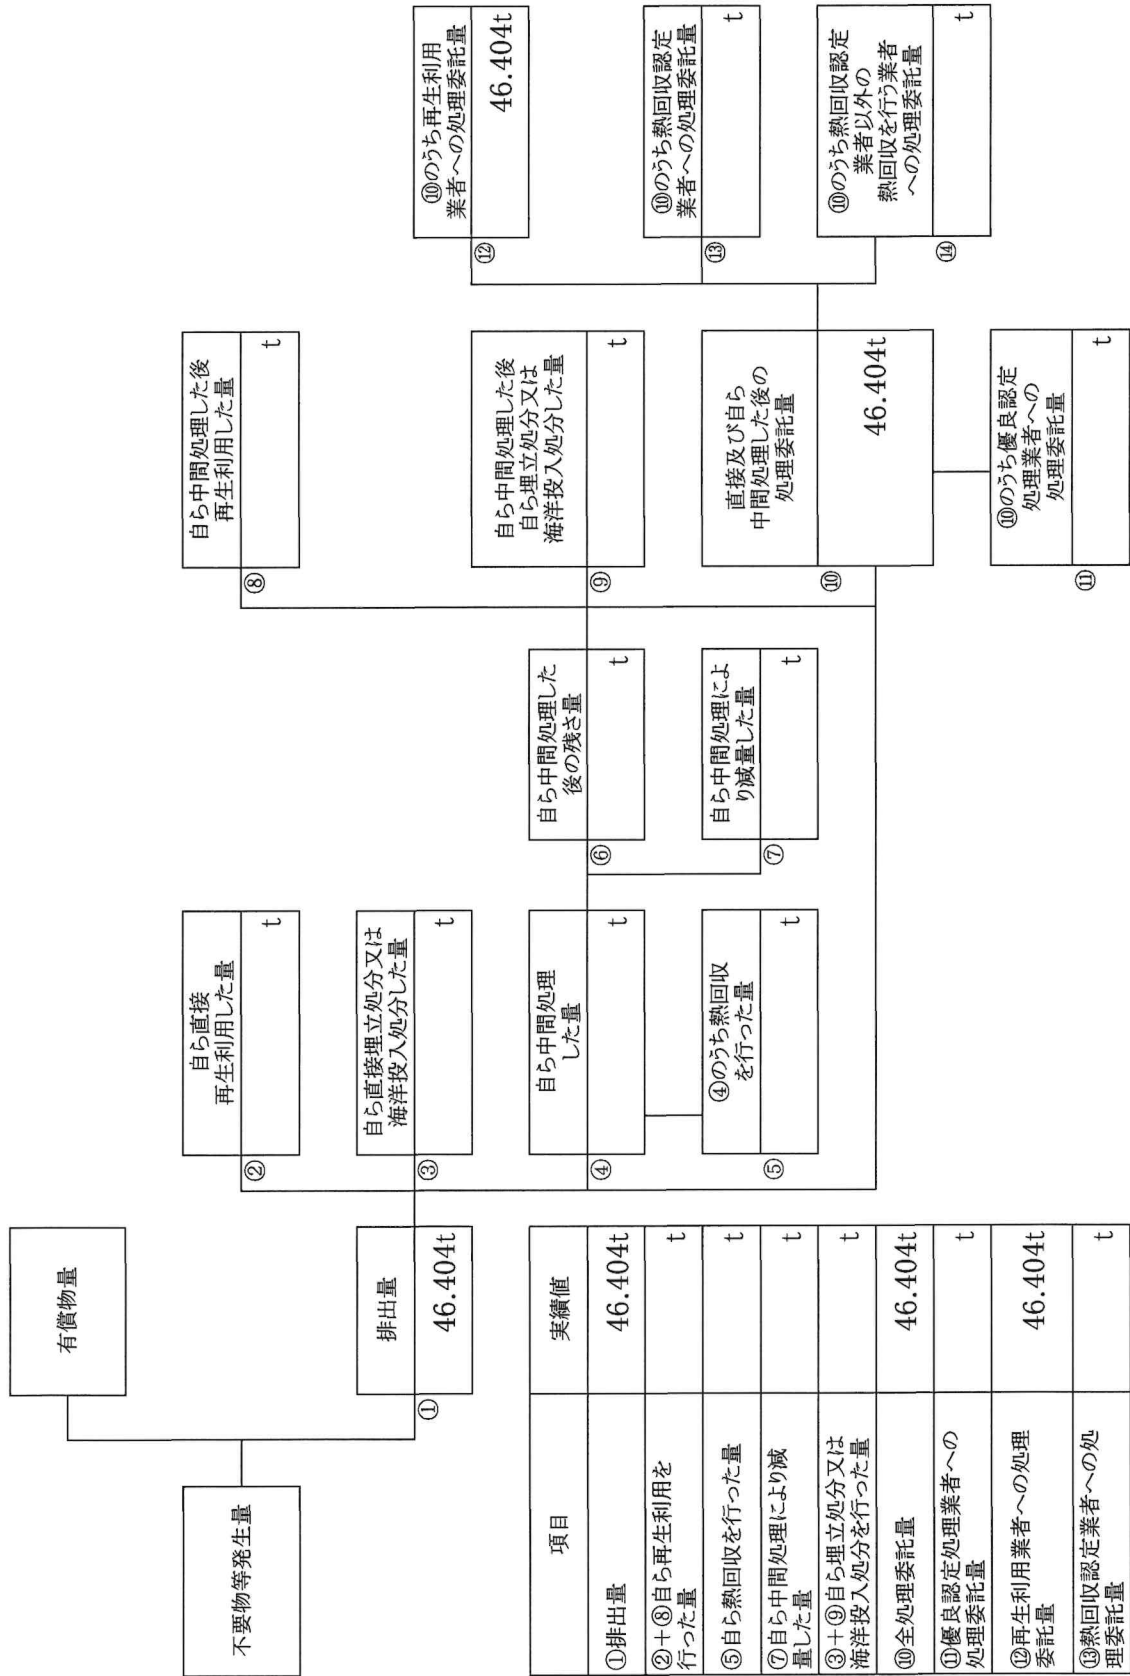 不要物等発生量
有償物量
①
排出量
46.404t
②
自ら直接
再生利用した量
t
③
自ら直接埋立処分又は
海洋投入処分した量
t
④
自ら中間処理
した量
t
⑤
④のうち熱回収
を行った量
t
⑥
自ら中間処理した
後の残さ量
t
⑦
自ら中間処理によ
り減量した量
t
⑧
自ら中間処理した後
再生利用した量
t
⑨
自ら中間処理した後
自ら埋立処分又は
海洋投入処分した量
t
⑩
直接及び自ら
中間処理した後の
処理委託量
46.404t
⑪
⑩のうち優良認定
処理業者への
処理委託量
t
⑫
⑩のうち再生利用
業者への処理委託量
46.404t
⑬
⑩のうち熱回収認定
業者への処理委託量
t
⑭
⑩のうち熱回収認定
業者以外の
熱回収を行う業者
への処理委託量
t
項目 実績値
①排出量 46.404t
②+⑧自ら再生利用を
行った量
t
⑤自ら熱回収を行った量 t
⑦自ら中間処理により減
量した量
t
③+⑨自ら埋立処分又は
海洋投入処分を行った量
t
⑩全処理委託量 46.404t
⑪優良認定処理業者への
処理委託量
t
⑫再生利用業者への処理
委託量
46.404t
⑬熱回収認定業者への処
理委託量
t